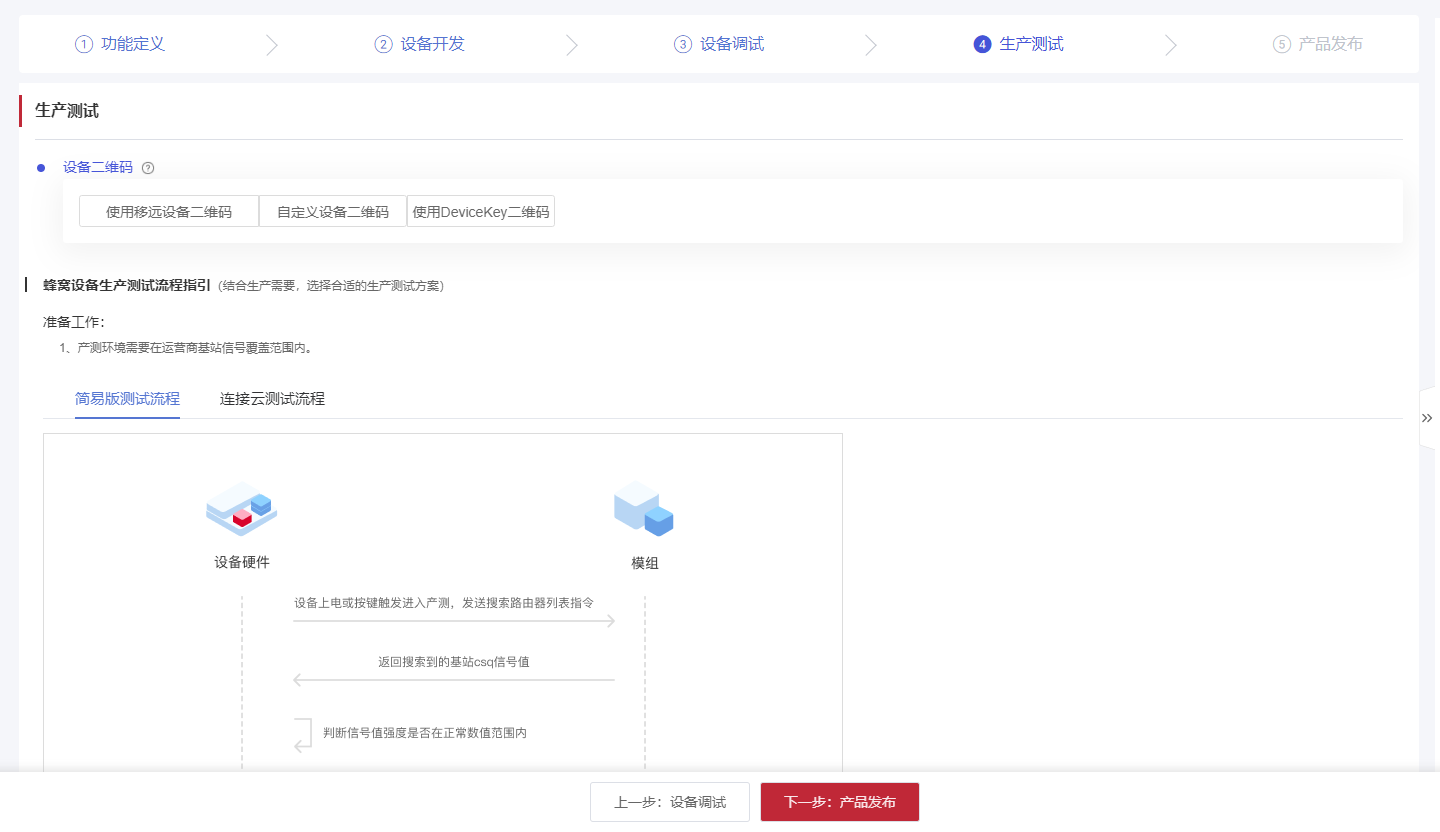 1 功能定义
2 设备开发
3 设备调试
4 生产测试
5 产品发布
生产测试
设备二维码 ?
使用移远设备二维码 自定义设备二维码 使用DeviceKey二维码
蜂窝设备生产测试流程指引（结合生产需要，选择合适的生产测试方案）
准备工作：
1、产测环境需要在运营商基站信号覆盖范围内。
简易版测试流程 连接云测试流程
设备硬件 模组
设备上电或按键触发进入产测，发送搜索路由器列表指令
返回搜索到的基站csq信号值
判断信号值强度是否在正常数值范围内
上一步：设备调试 下一步：产品发布